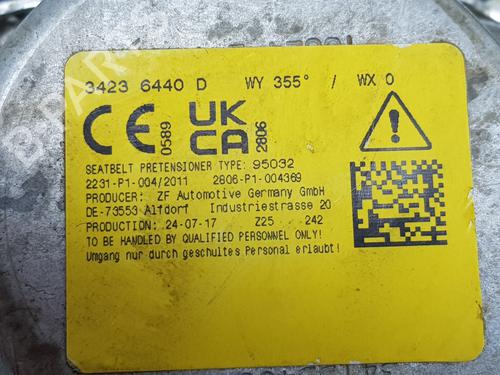 3423 6440 D WY 355° / WX 0
CE 0589 UK CA 2806
SEATBELT PRETENSIONER TYPE: 95032
2231-P1-004/2011 2806-P1-004369
PRODUCER: ZF Automotive Germany GmbH
DE-73553 Alfdorf Industriestrasse 20
PRODUCTION: 24-07-17 Z25 242
TO BE HANDLED BY QUALIFIED PERSONNEL ONLY!
Umgang nur durch geschultes Personal erlaubt!